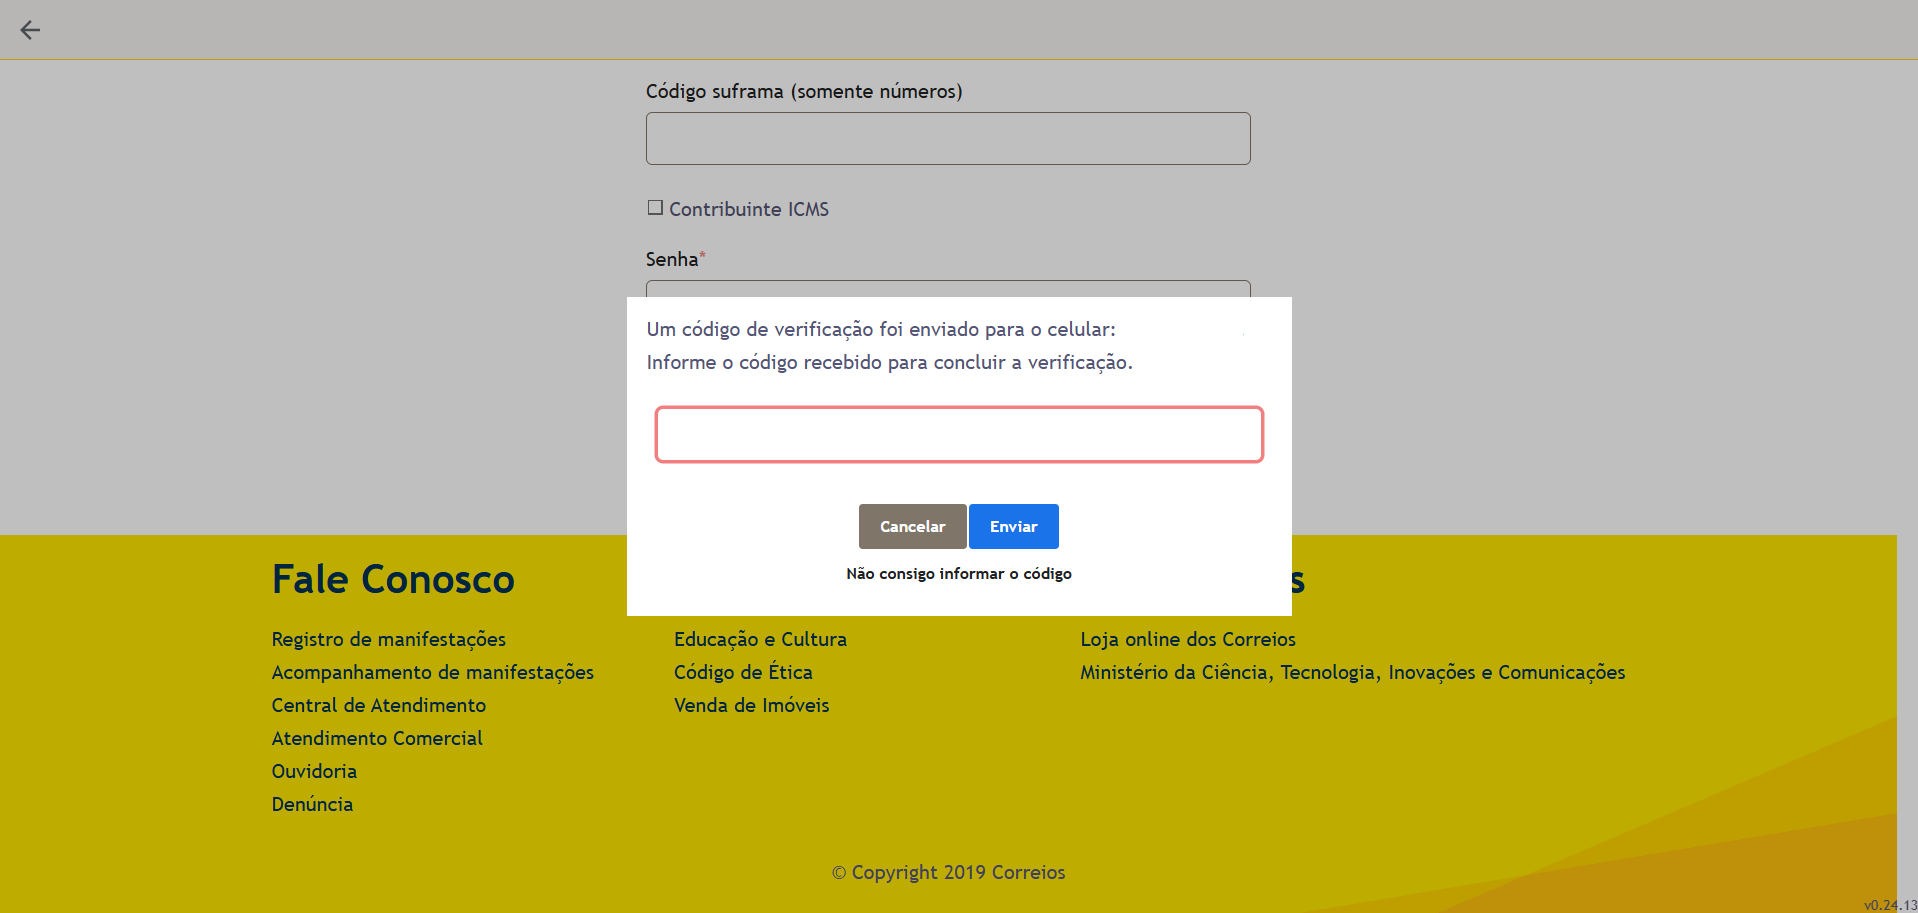 Código suframa (somente números)
Contribuinte ICMS
Senha*
Um código de verificação foi enviado para o celular:
Informe o código recebido para concluir a verificação.
Cancelar
Enviar
Não consigo informar o código
Fale Conosco
Registro de manifestações
Acompanhamento de manifestações
Central de Atendimento
Atendimento Comercial
Ouvidoria
Denúncia
Educação e Cultura
Código de Ética
Venda de Imóveis
Loja online dos Correios
Ministério da Ciência, Tecnologia, Inovações e Comunicações
© Copyright 2019 Correios
v0.24.13